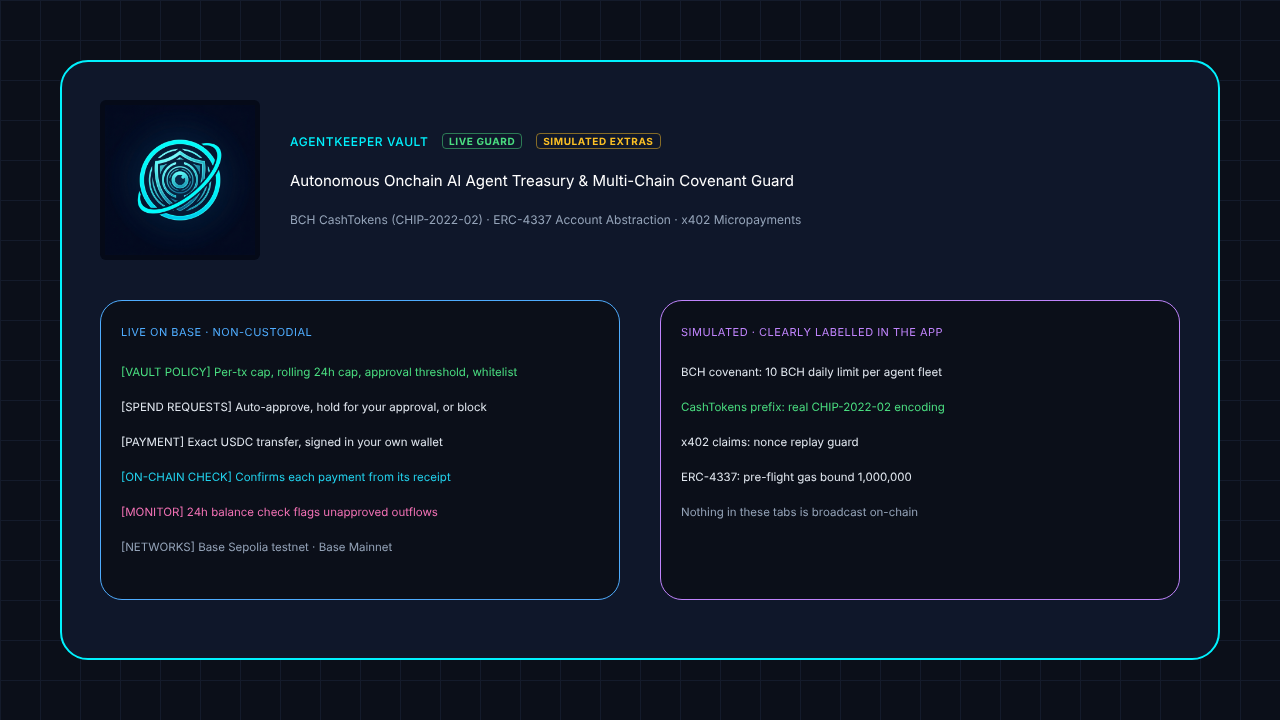 AGENTKEEPER VAULT LIVE GUARD SIMULATED EXTRAS
Autonomous Onchain AI Agent Treasury & Multi-Chain Covenant Guard
BCH CashTokens (CHIP-2022-02) · ERC-4337 Account Abstraction · x402 Micropayments
LIVE ON BASE · NON-CUSTODIAL
[VAULT POLICY] Per-tx cap, rolling 24h cap, approval threshold, whitelist
[SPEND REQUESTS] Auto-approve, hold for your approval, or block
[PAYMENT] Exact USDC transfer, signed in your own wallet
[ON-CHAIN CHECK] Confirms each payment from its receipt
[MONITOR] 24h balance check flags unapproved outflows
[NETWORKS] Base Sepolia testnet · Base Mainnet
SIMULATED · CLEARLY LABELLED IN THE APP
BCH covenant: 10 BCH daily limit per agent fleet
CashTokens prefix: real CHIP-2022-02 encoding
x402 claims: nonce replay guard
ERC-4337: pre-flight gas bound 1,000,000
Nothing in these tabs is broadcast on-chain